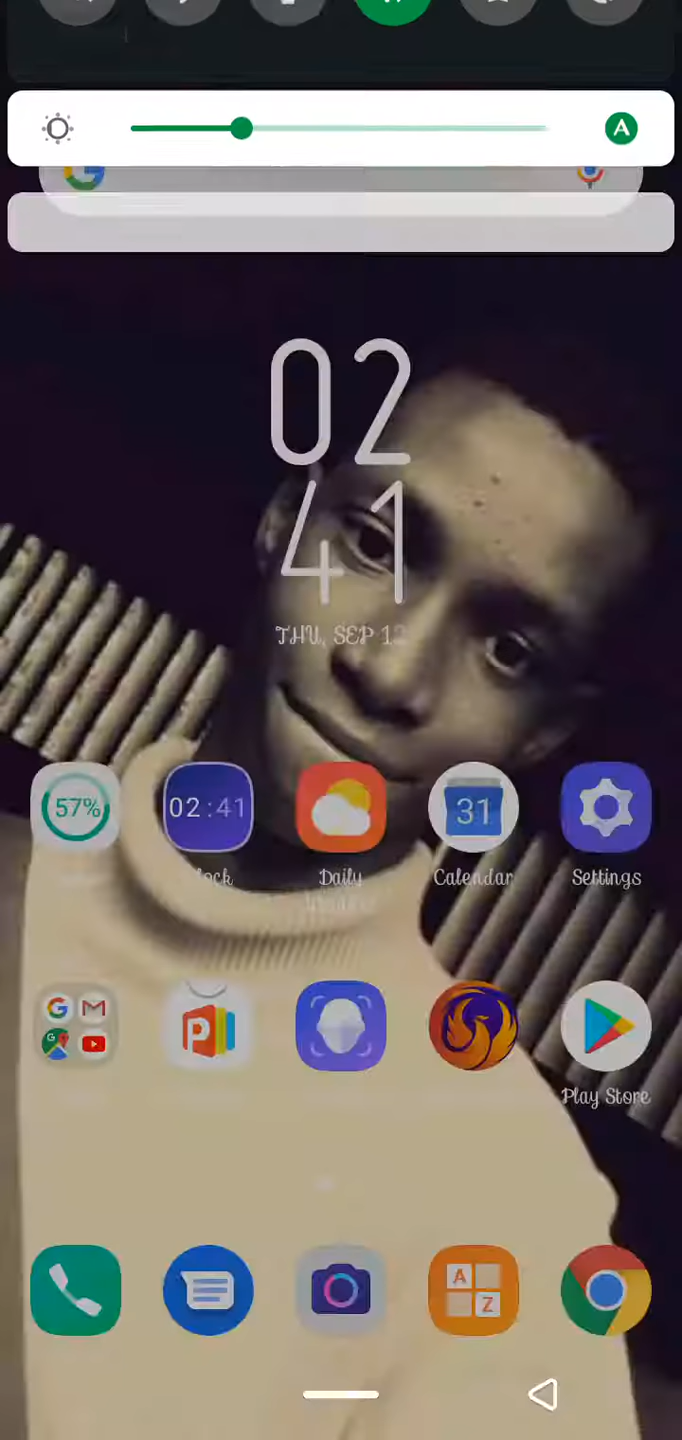 A
02
41
THU, SEP 12
57%
02:41
31
Daily
Calendar
Settings
P
Play Store
A
Z